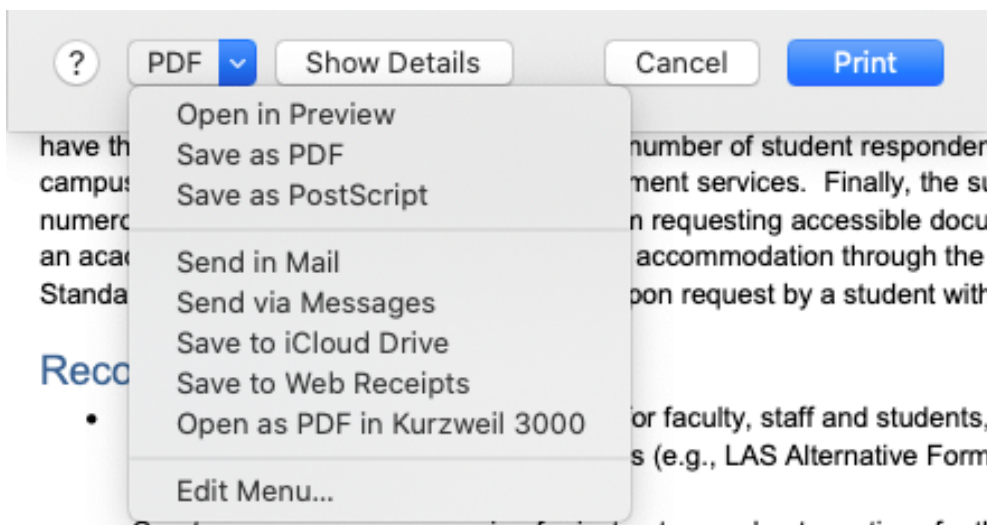 ? PDF Show Details Cancel Print
Open in Preview
Save as PDF
Save as PostScript
Send in Mail
Send via Messages
Save to iCloud Drive
Save to Web Receipts
Open as PDF in Kurzweil 3000
Edit Menu...
have th number of student responder
campus ment services. Finally, the su
numero n requesting accessible docu
an acad accommodation through the
Standa pon request by a student with
Reco
• or faculty, staff and students,
s (e.g., LAS Alternative Form